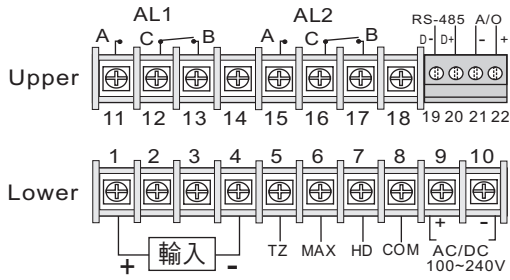 AL1 AL2 RS-485 A/O
A C B A C B D- D+ - +
Upper
11 12 13 14 15 16 17 18 19 20 21 22
1 2 3 4 5 6 7 8 9 10
Lower
+ 輸入 - TZ MAX HD COM + -
AC/DC
100~240V